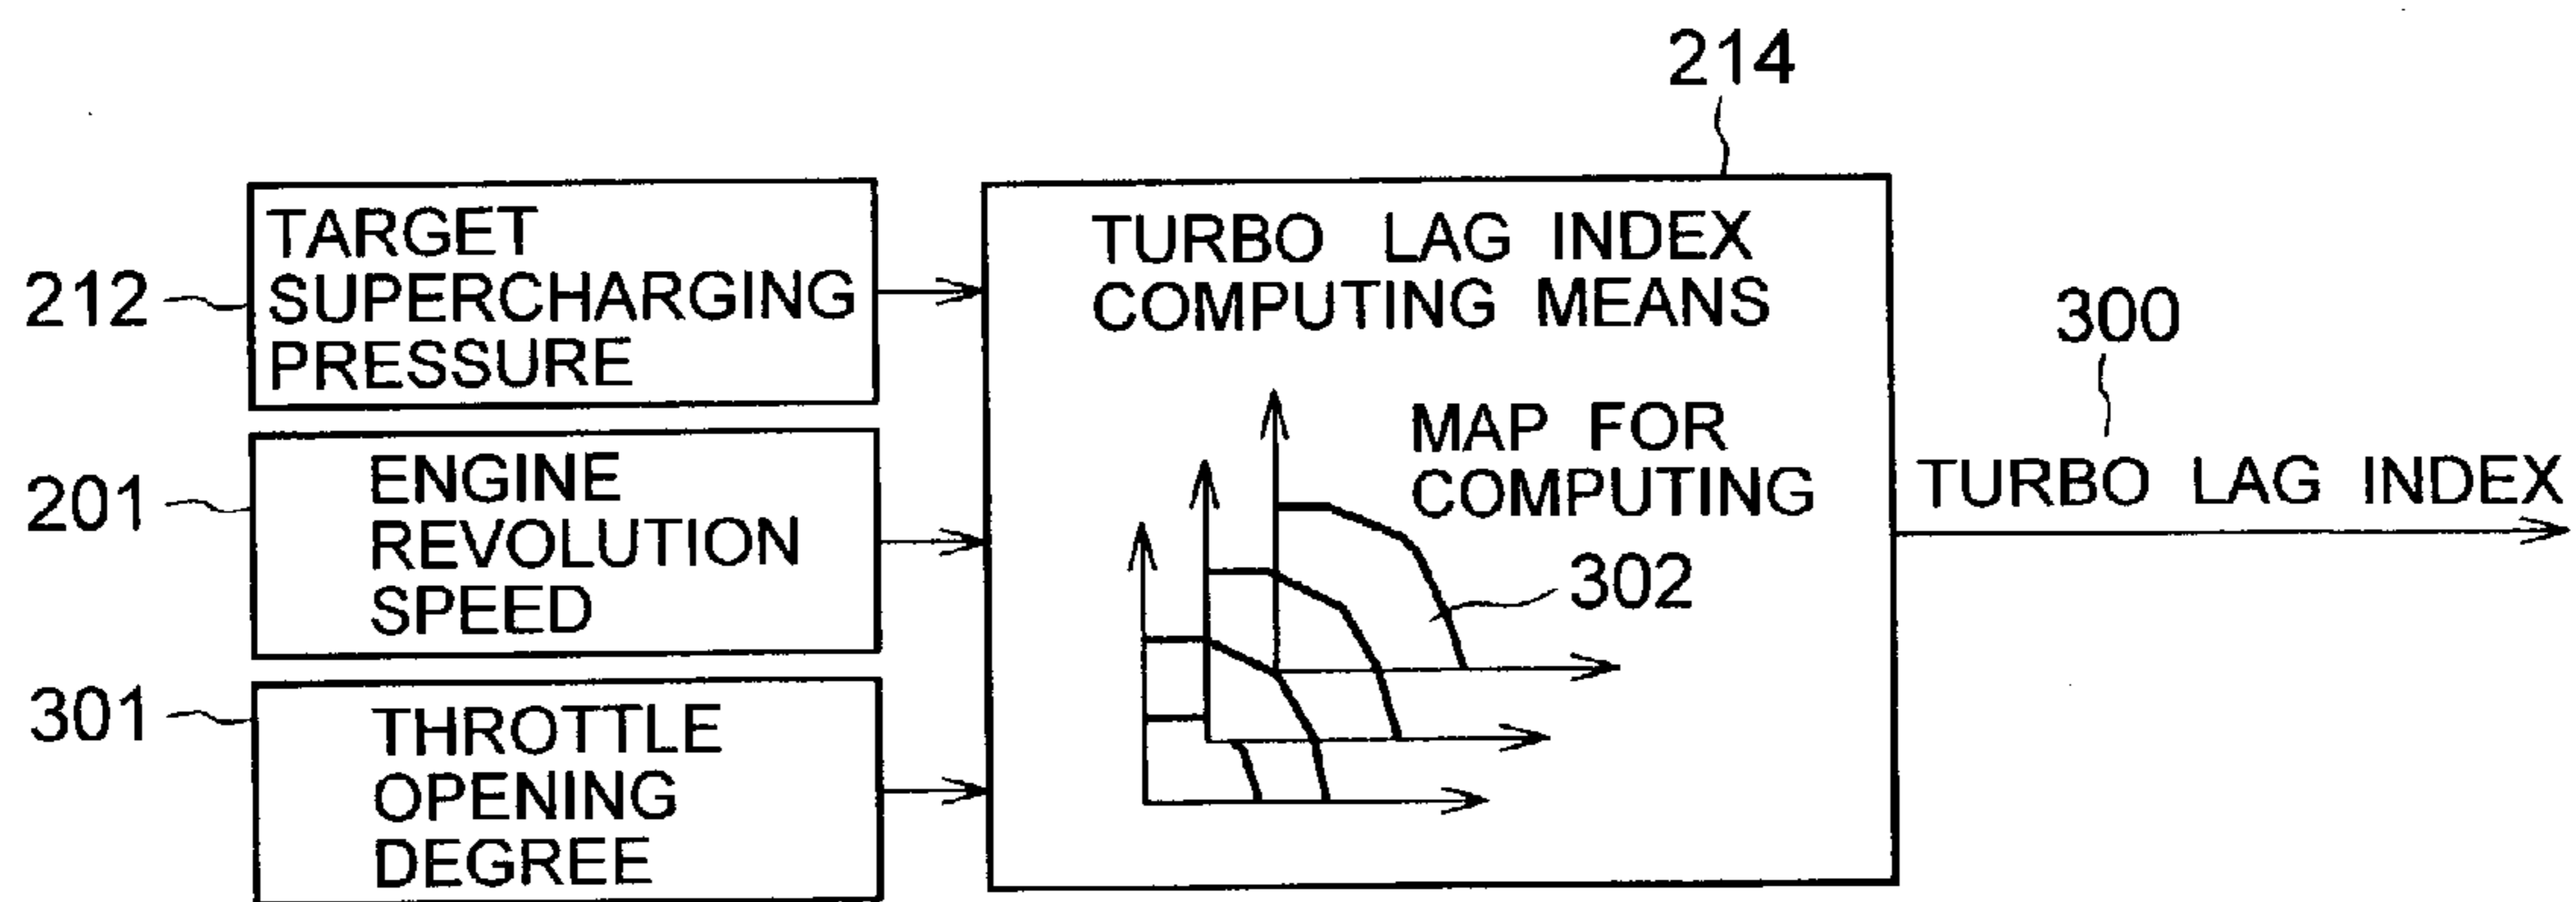 214
212
TARGET
SUPERCHARGING
PRESSURE
201
ENGINE
REVOLUTION
SPEED
301
THROTTLE
OPENING
DEGREE
TURBO LAG INDEX
COMPUTING MEANS
MAP FOR
COMPUTING
302
300
TURBO LAG INDEX